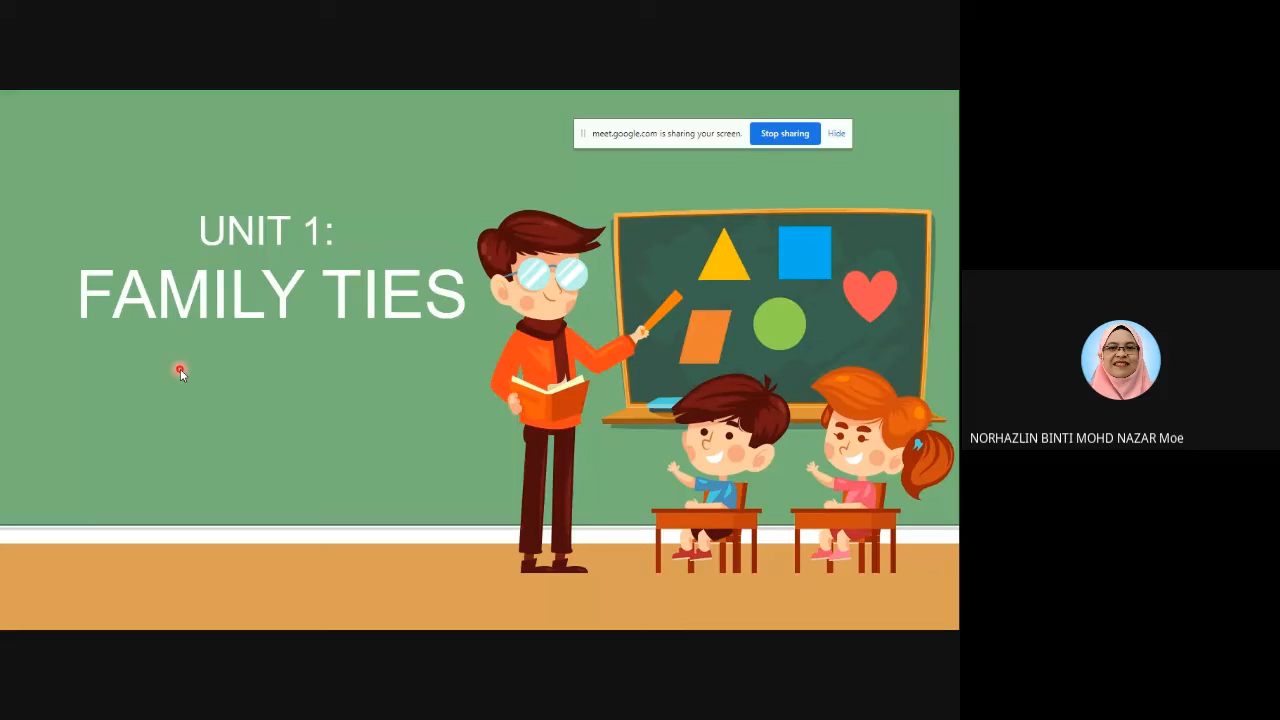 meet.google.com is sharing your screen. Stop sharing Hide
UNIT 1:
FAMILY TIES
NORHAZLIN BINTI MOHD NAZAR Moe